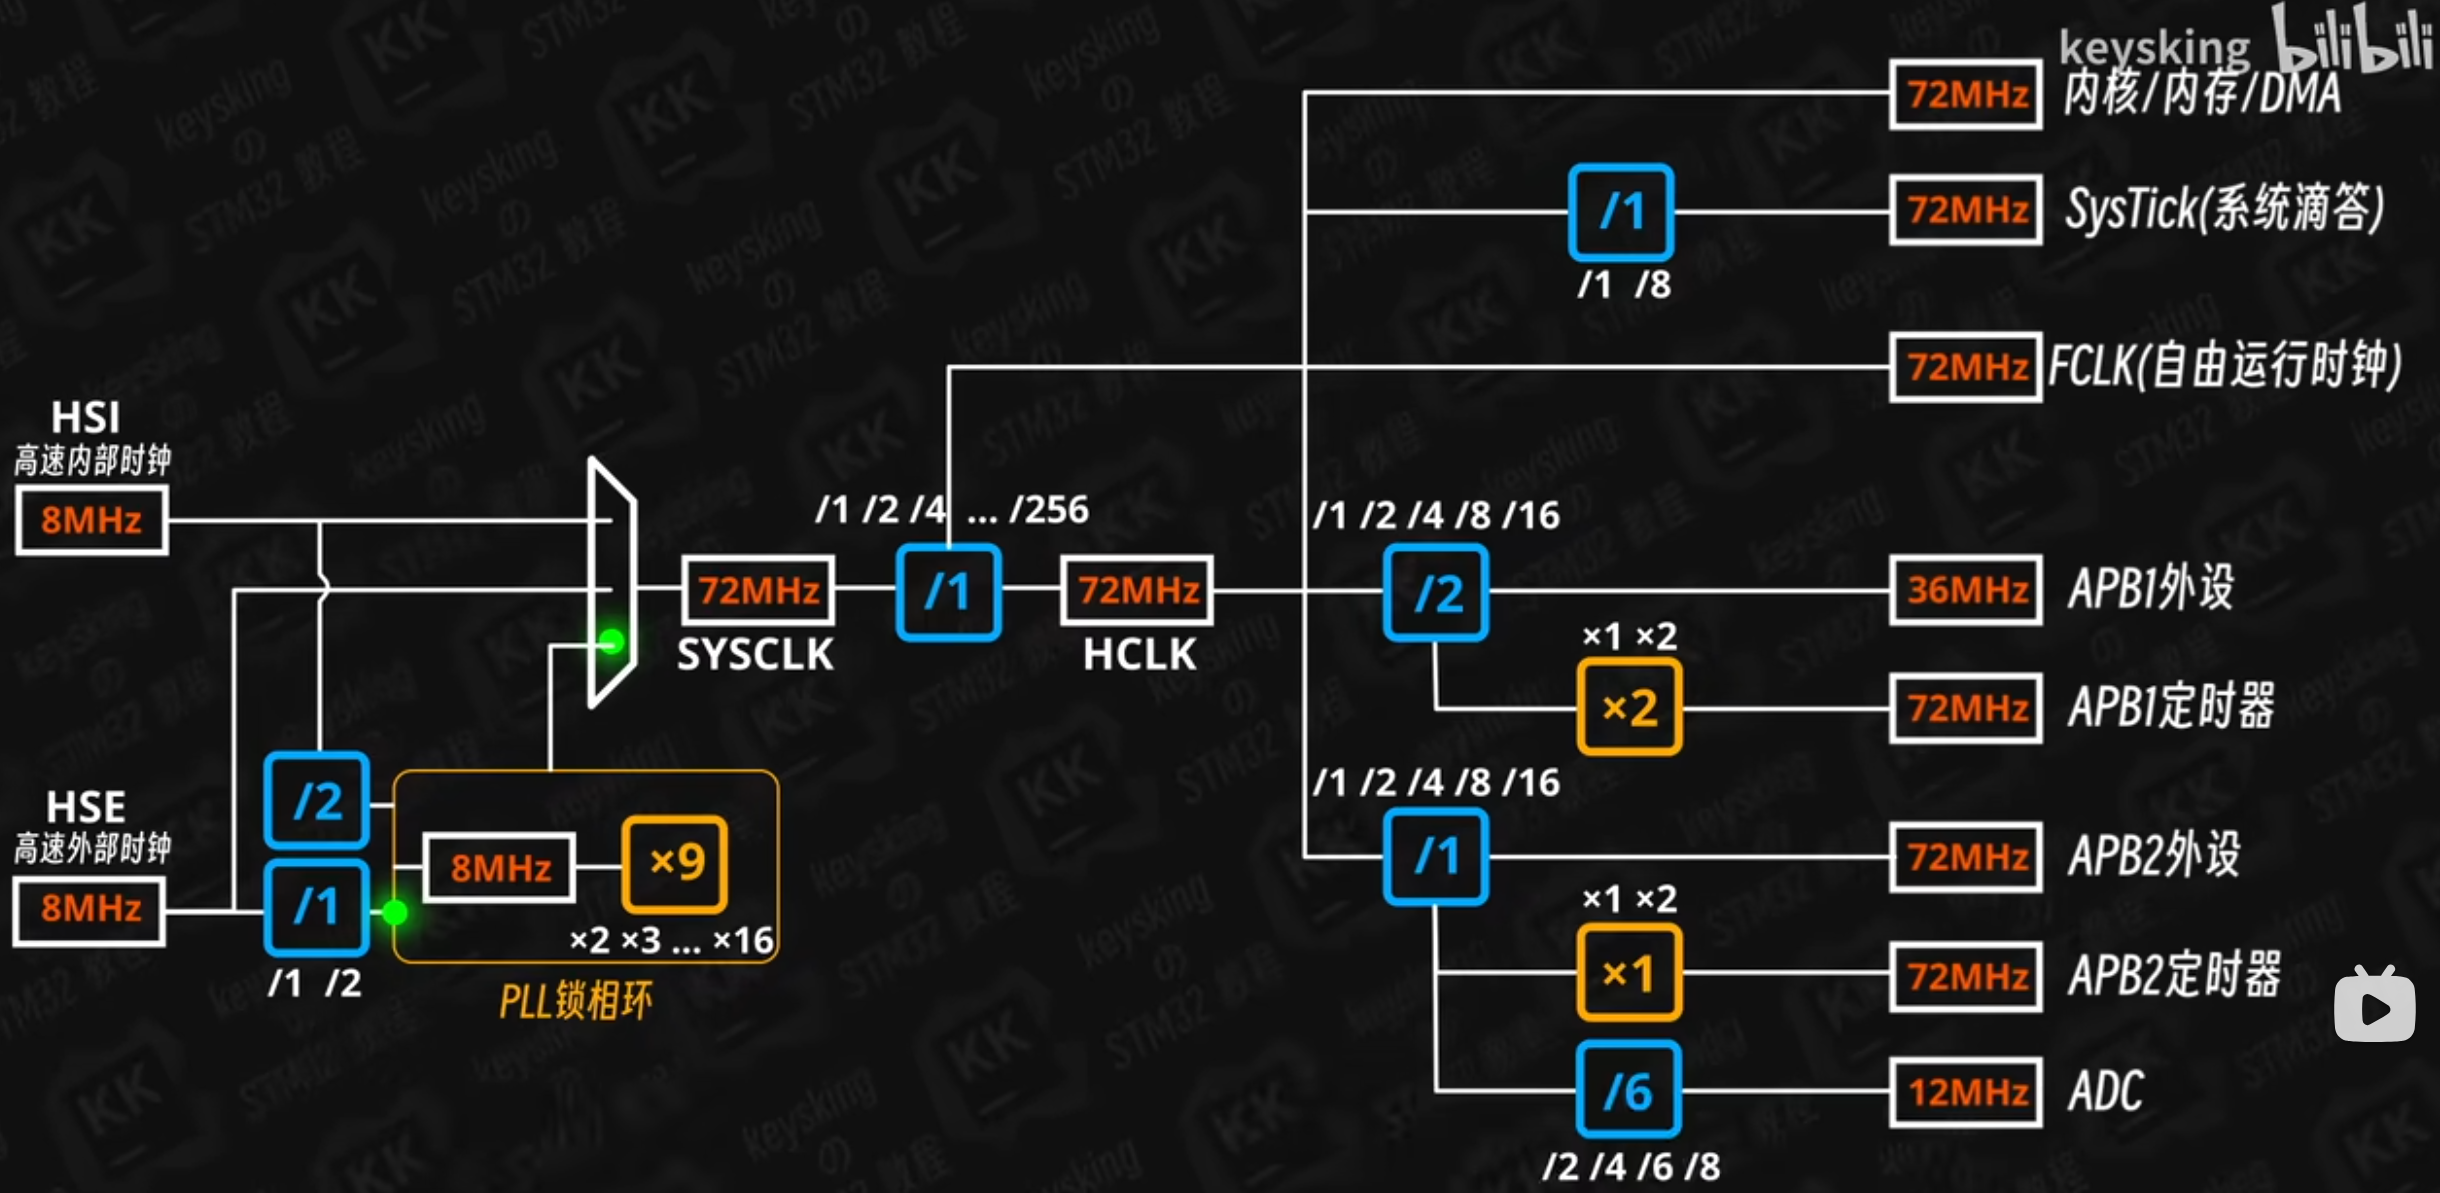 keysking bilibili
72MHz 内核/内存/DMA
/1
72MHz SysTick(系统滴答)
/1 /8
72MHz FCLK(自由运行时钟)
HSI
高速内部时钟
8MHz
/1 /2 /4 ... /256
72MHz
SYSCLK
/1
72MHz
HCLK
/1 /2 /4 /8 /16
/2
36MHz APB1外设
×1 ×2
×2
72MHz APB1定时器
HSE
高速外部时钟
8MHz
/2
/1
/1 /2
8MHz
×9
×2 ×3 ... ×16
PLL锁相环
/1 /2 /4 /8 /16
/1
72MHz APB2外设
×1 ×2
×1
72MHz APB2定时器
/6
12MHz ADC
/2 /4 /6 /8
KK
keysking
の
STM32 教程